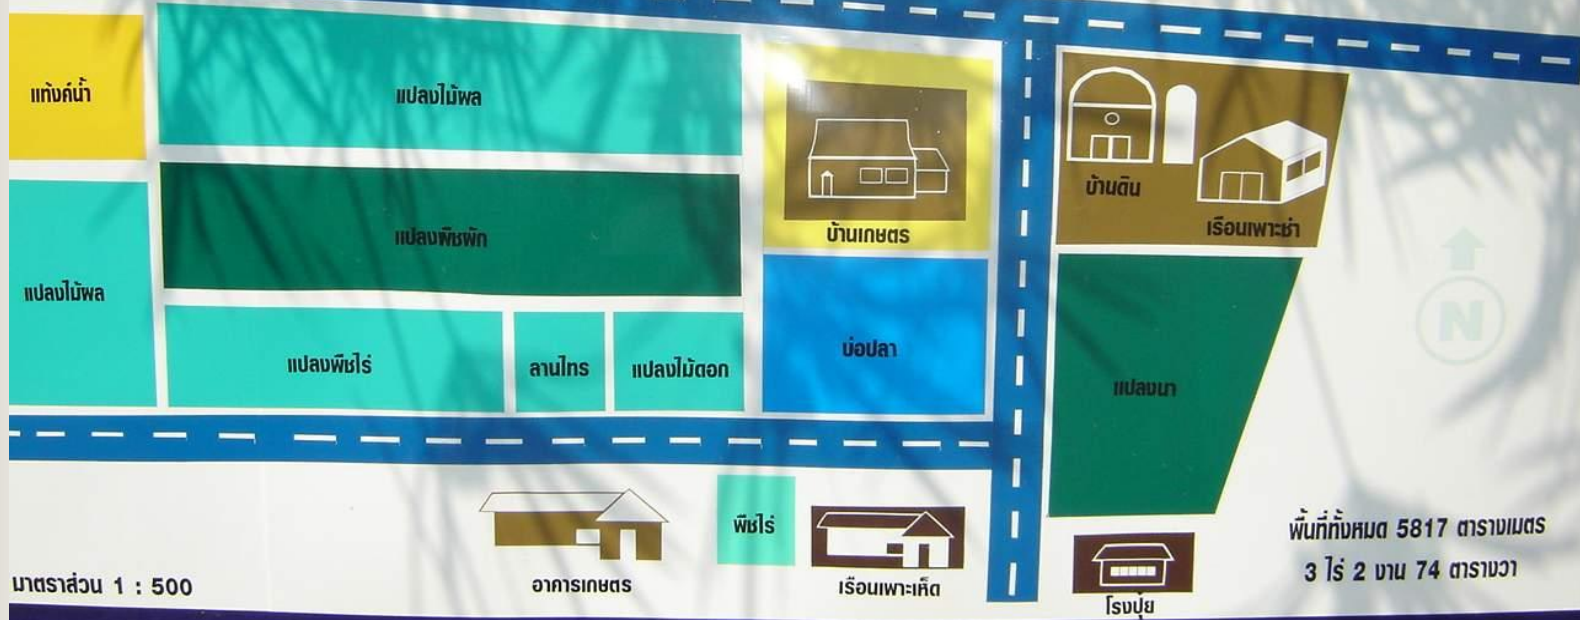 แท้งค์น้ำ
แปลงไม้ผล
บ้านเกษตร
บ้านดิน
เรือนเพาะชำ
แปลงพืชผัก
แปลงไม้ผล
แปลงพืชไร่
ลานไทร
แปลงไม้ดอก
บ่อปลา
แปลงนา
N
พืชไร่
อาคารเกษตร
เรือนเพาะเห็ด
โรงปุ๋ย
มาตราส่วน 1 : 500
พื้นที่ทั้งหมด 5817 ตารางเมตร
3 ไร่ 2 งาน 74 ตารางวา